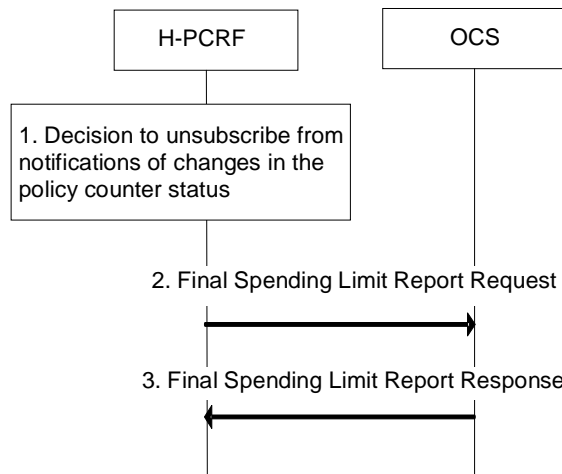 H-PCRF
OCS
1. Decision to unsubscribe from
notifications of changes in the
policy counter status
2. Final Spending Limit Report Request
3. Final Spending Limit Report Response